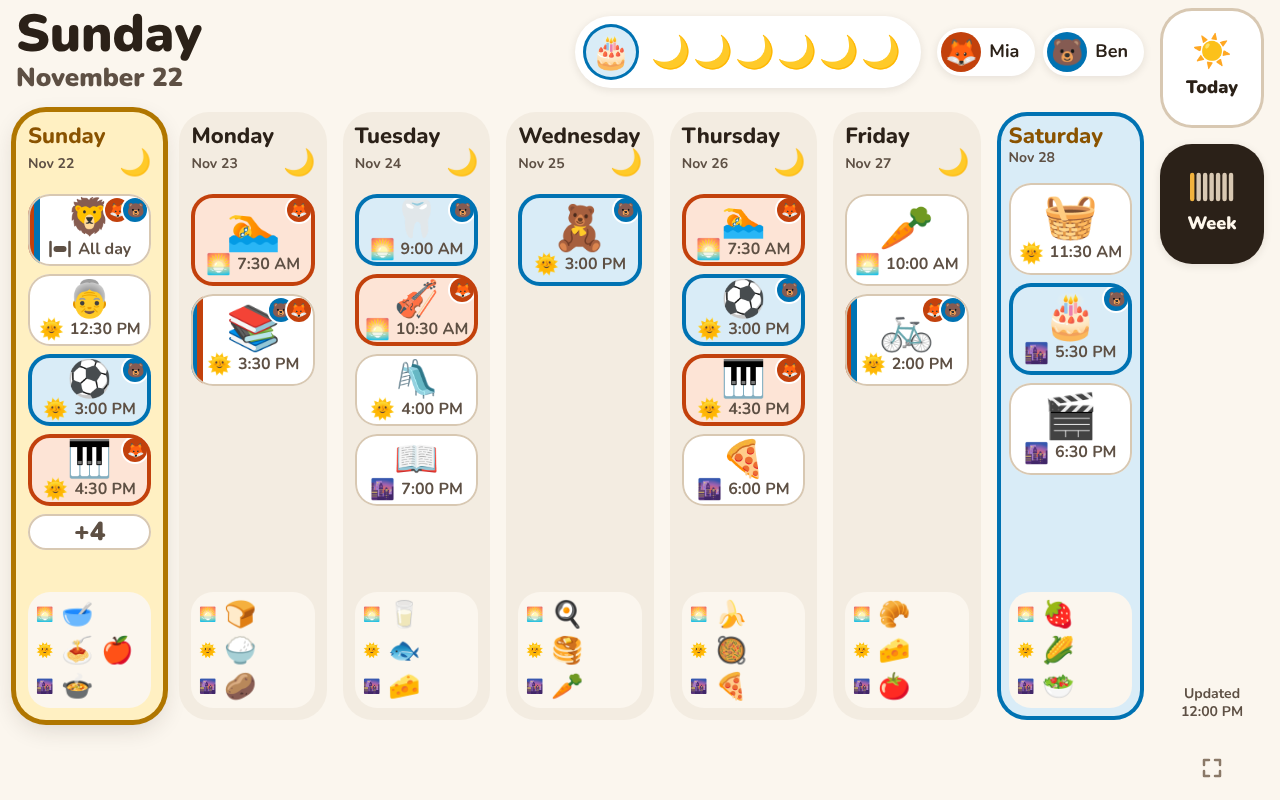 Sunday
November 22
Mia
Ben
Today
Week
Sunday
Nov 22
All day
12:30 PM
3:00 PM
4:30 PM
+4
Monday
Nov 23
7:30 AM
3:30 PM
Tuesday
Nov 24
9:00 AM
10:30 AM
4:00 PM
7:00 PM
Wednesday
Nov 25
3:00 PM
Thursday
Nov 26
7:30 AM
3:00 PM
4:30 PM
6:00 PM
Friday
Nov 27
10:00 AM
2:00 PM
Saturday
Nov 28
11:30 AM
5:30 PM
6:30 PM
Updated
12:00 PM